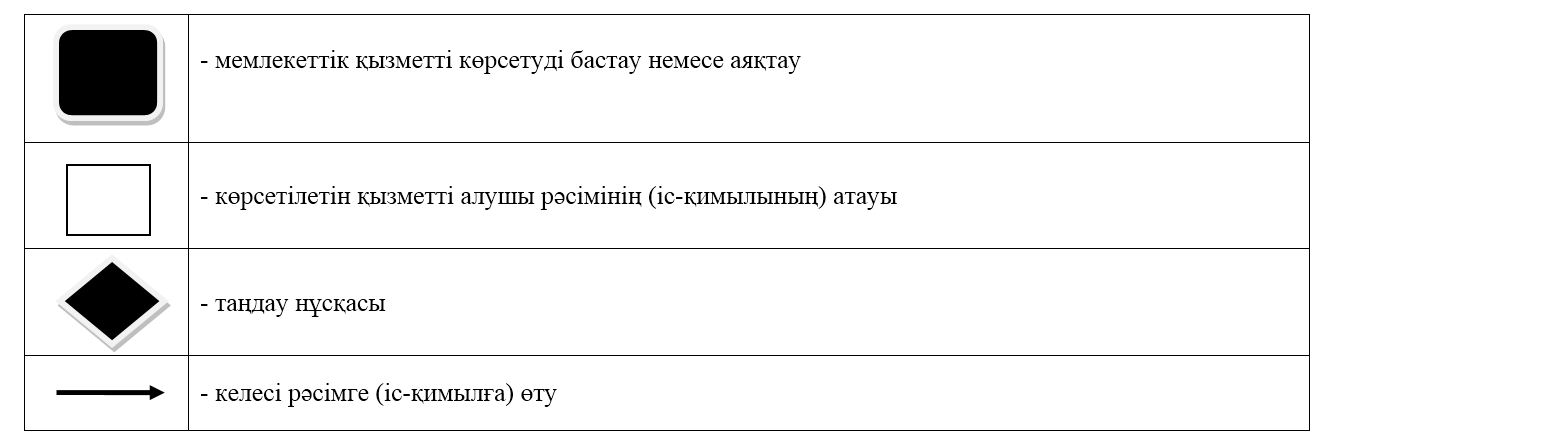 - мемлекеттік қызметті көрсетуді бастау немесе аяқтау
- көрсетілетін қызметті алушы рәсімінің (іс-қимылының) атауы
- таңдау нұсқасы
- келесі рәсімге (іс-қимылға) өту